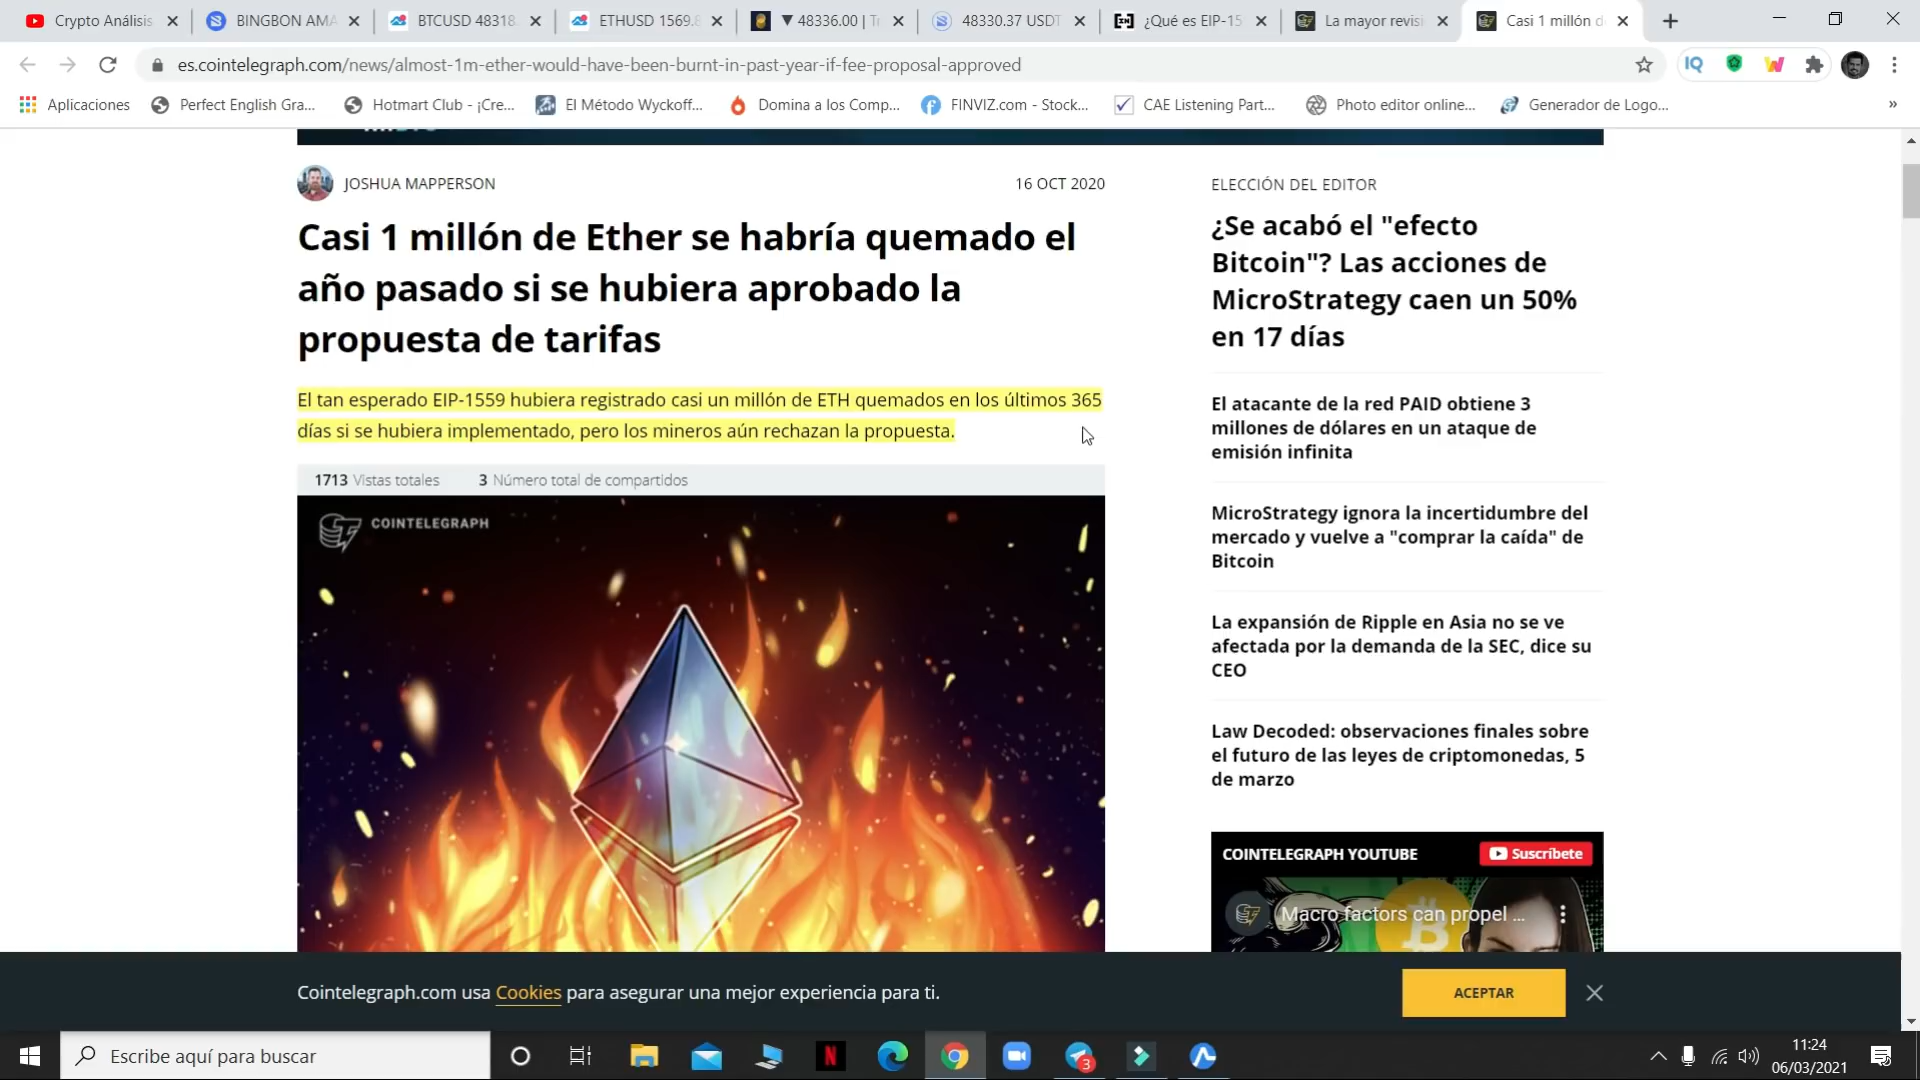 Crypto Análisis
BINGBON AMA
BTCUSD 48318.
ETHUSD 1569.8
▼ 48336.00 |
48330.37 USDT
¿Qué es EIP-15
La mayor revisi
Casi 1 millón d
es.cointelegraph.com/news/almost-1m-ether-would-have-been-burnt-in-past-year-if-fee-proposal-approved
Aplicaciones
Perfect English Gra...
Hotmart Club - ¡Cre...
El Método Wyckoff...
Domina a los Comp...
FINVIZ.com - Stock...
CAE Listening Part...
Photo editor online...
Generador de Logo...
JOSHUA MAPPERSON
16 OCT 2020
Casi 1 millón de Ether se habría quemado el
año pasado si se hubiera aprobado la
propuesta de tarifas
El tan esperado EIP-1559 hubiera registrado casi un millón de ETH quemados en los últimos 365
días si se hubiera implementado, pero los mineros aún rechazan la propuesta.
1713 Vistas totales
3 Número total de compartidos
COINTELEGRAPH
ELECCIÓN DEL EDITOR
¿Se acabó el "efecto
Bitcoin"? Las acciones de
MicroStrategy caen un 50%
en 17 días
El atacante de la red PAID obtiene 3
millones de dólares en un ataque de
emisión infinita
MicroStrategy ignora la incertidumbre del
mercado y vuelve a "comprar la caída" de
Bitcoin
La expansión de Ripple en Asia no se ve
afectada por la demanda de la SEC, dice su
CEO
Law Decoded: observaciones finales sobre
el futuro de las leyes de criptomonedas, 5
de marzo
COINTELEGRAPH YOUTUBE
Suscríbete
Macro factors can propel ...
Cointelegraph.com usa Cookies para asegurar una mejor experiencia para ti.
ACEPTAR
Escribe aquí para buscar
3
11:24
06/03/2021